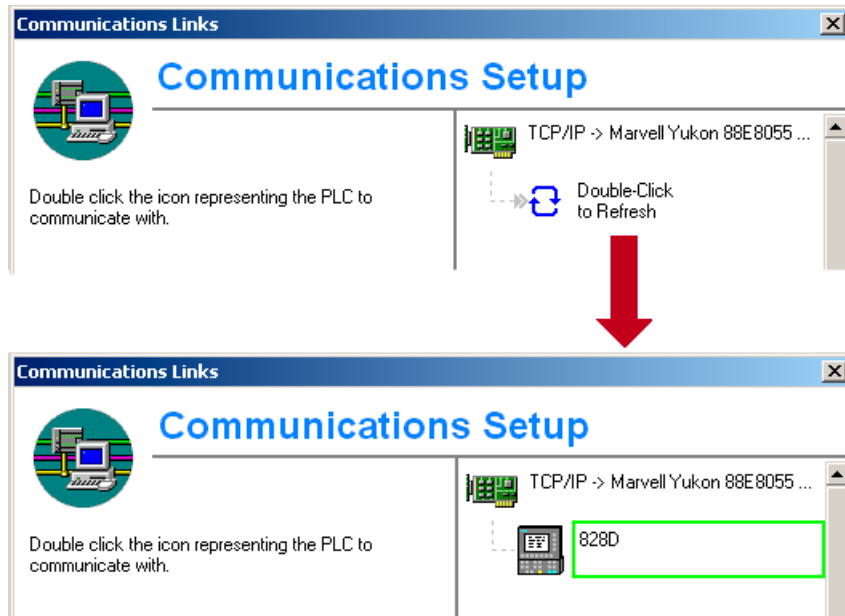 Communications Links
Communications Setup
Double click the icon representing the PLC to
communicate with.
TCP/IP -> Marvell Yukon 88E8055 ...
Double-Click
to Refresh
Communications Links
Communications Setup
Double click the icon representing the PLC to
communicate with.
TCP/IP -> Marvell Yukon 88E8055 ...
828D